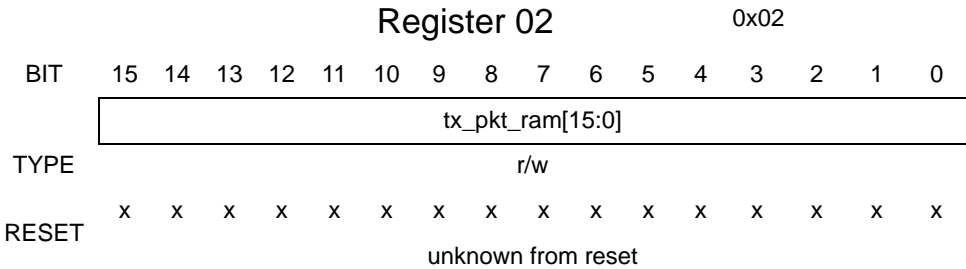 Register 02 0x02
BIT 15 14 13 12 11 10 9 8 7 6 5 4 3 2 1 0
tx_pkt_ram[15:0]
TYPE r/w
x x x x x x x x x x x x x x x x
RESET
unknown from reset